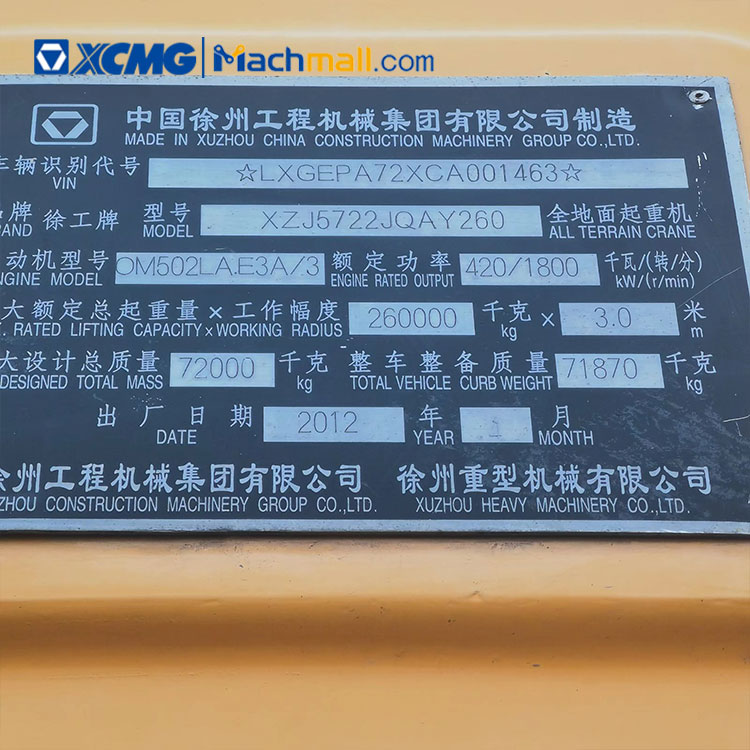 XCMG Machmall.com
中国徐州工程机械集团有限公司制造
MADE IN XUZHOU CHINA CONSTRUCTION MACHINERY GROUP CO.,LTD.
车辆识别代号 ☆LXGEPA72XCA001463☆
VIN
品牌 徐工牌 型号 XZJ5722JQAY260 全地面起重机
AND MODEL ALL TERRAIN CRANE
动机型号 OM502LA.E3A/3 额定功率 420/1800 千瓦/(转/分)
ENGINE MODEL ENGINE RATED OUTPUT kW/(r/min)
大额定总起重量×工作幅度 260000 千克 × 3.0 米
. RATED LIFTING CAPACITY×WORKING RADIUS kg m
大设计总质量 72000 千克 整车整备质量 71870 千克
DESIGNED TOTAL MASS kg TOTAL VEHICLE CURB WEIGHT kg
出厂日期 2012 年 1 月
DATE YEAR MONTH
徐州工程机械集团有限公司 徐州重型机械有限公司
ZHOU CONSTRUCTION MACHINERY GROUP CO.,LTD. XUZHOU HEAVY MACHINERY CO.,LTD.